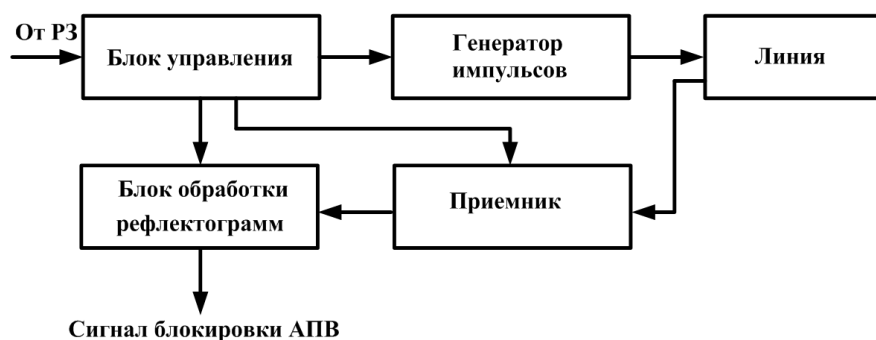 От РЗ
Блок управления
Генератор
импульсов
Линия
Блок обработки
рефлектограмм
Приемник
Сигнал блокировки АПВ